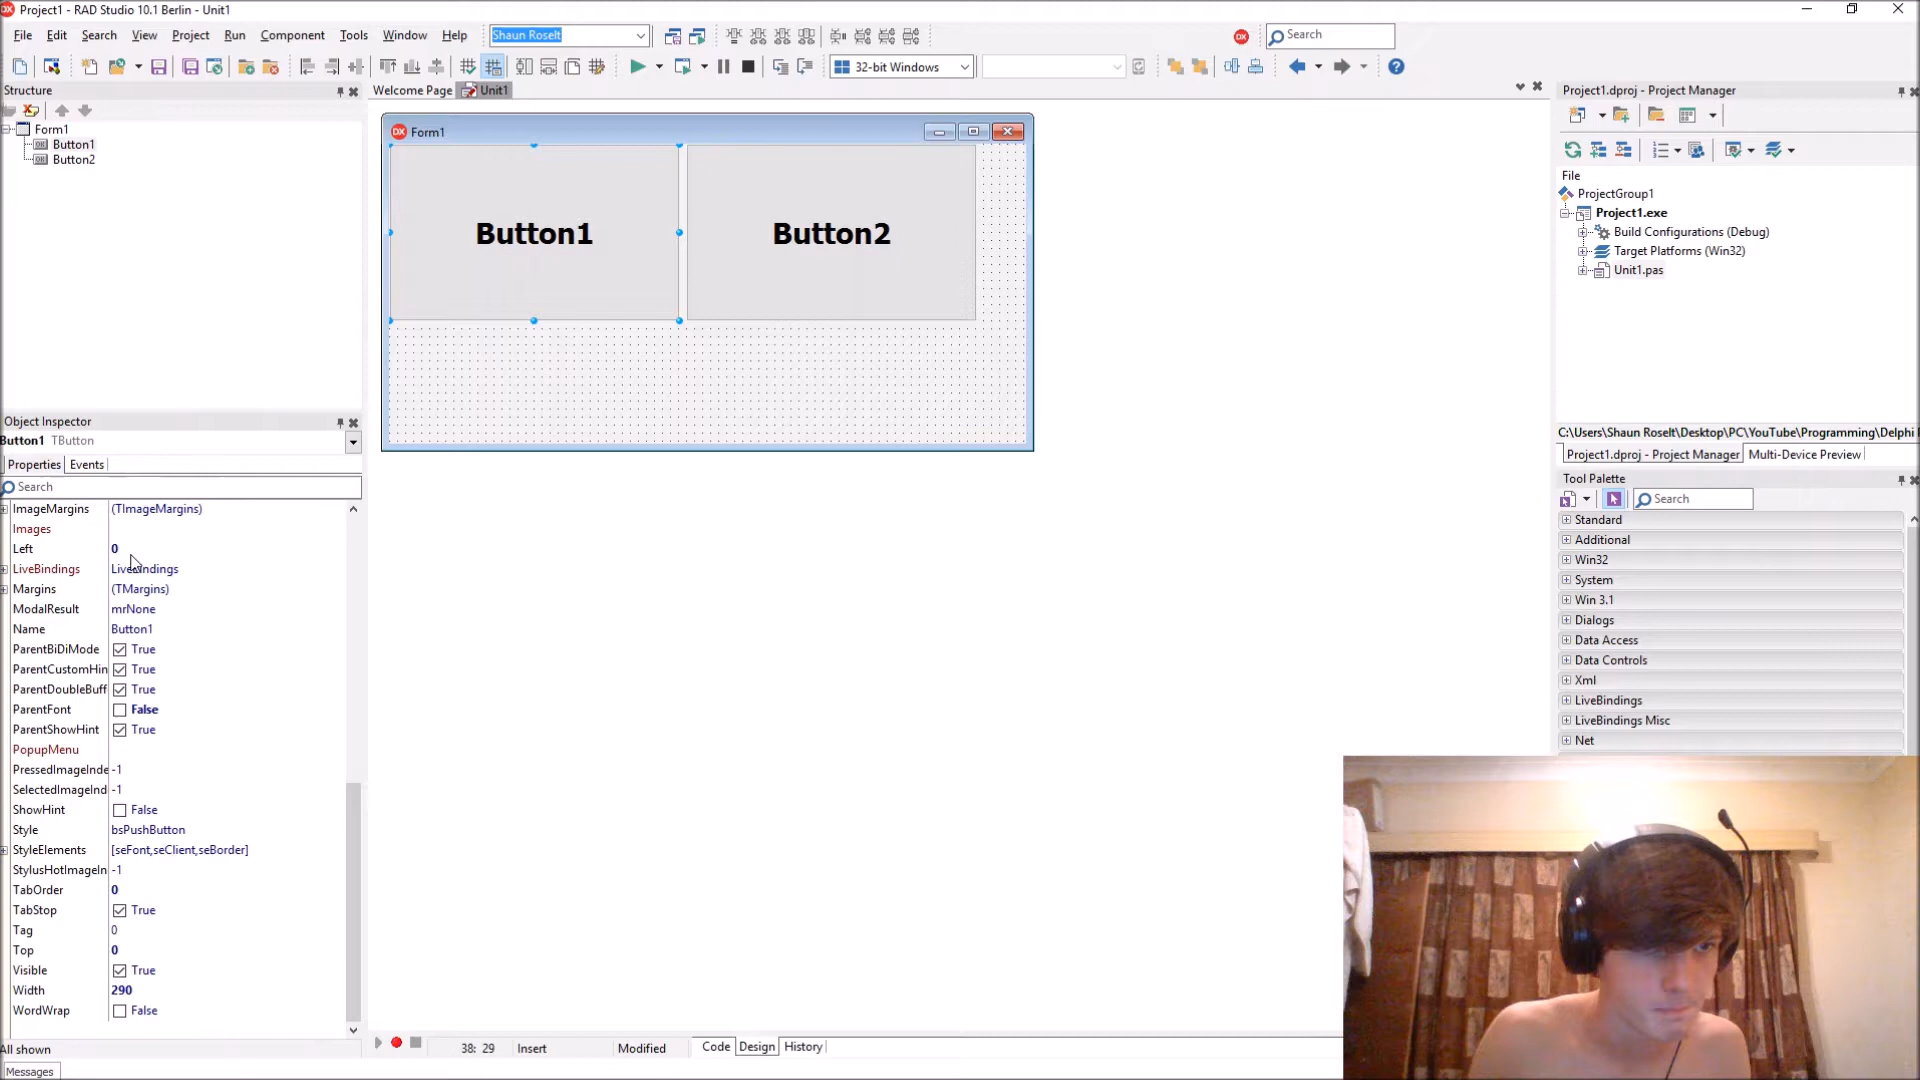 Project1 - RAD Studio 10.1 Berlin - Unit1
File Edit Search View Project Run Component Tools Window Help
Shaun Roselt
Search
32-bit Windows
Structure
Form1
Button1
Button2
Object Inspector
Button1 TButton
Properties Events
Search
ImageMargins (TImageMargins)
Images
Left 0
LiveBindings LiveBindings
Margins (TMargins)
ModalResult mrNone
Name Button1
ParentBiDiMode True
ParentCustomHin True
ParentDoubleBuff True
ParentFont False
ParentShowHint True
PopupMenu
PressedImageInde -1
SelectedImageInd -1
ShowHint False
Style bsPushButton
StyleElements [seFont,seClient,seBorder]
StylusHotImageIn -1
TabOrder 0
TabStop True
Tag 0
Top 0
Visible True
Width 290
WordWrap False
All shown
Messages
Welcome Page Unit1
Form1
Button1 Button2
38: 29 Insert Modified Code Design History
Project1.dproj - Project Manager
File
ProjectGroup1
Project1.exe
Build Configurations (Debug)
Target Platforms (Win32)
Unit1.pas
C:\Users\Shaun Roselt\Desktop\PC\YouTube\Programming\Delphi
Project1.dproj - Project Manager Multi-Device Preview
Tool Palette
Search
Standard
Additional
Win32
System
Win 3.1
Dialogs
Data Access
Data Controls
Xml
LiveBindings
LiveBindings Misc
Net